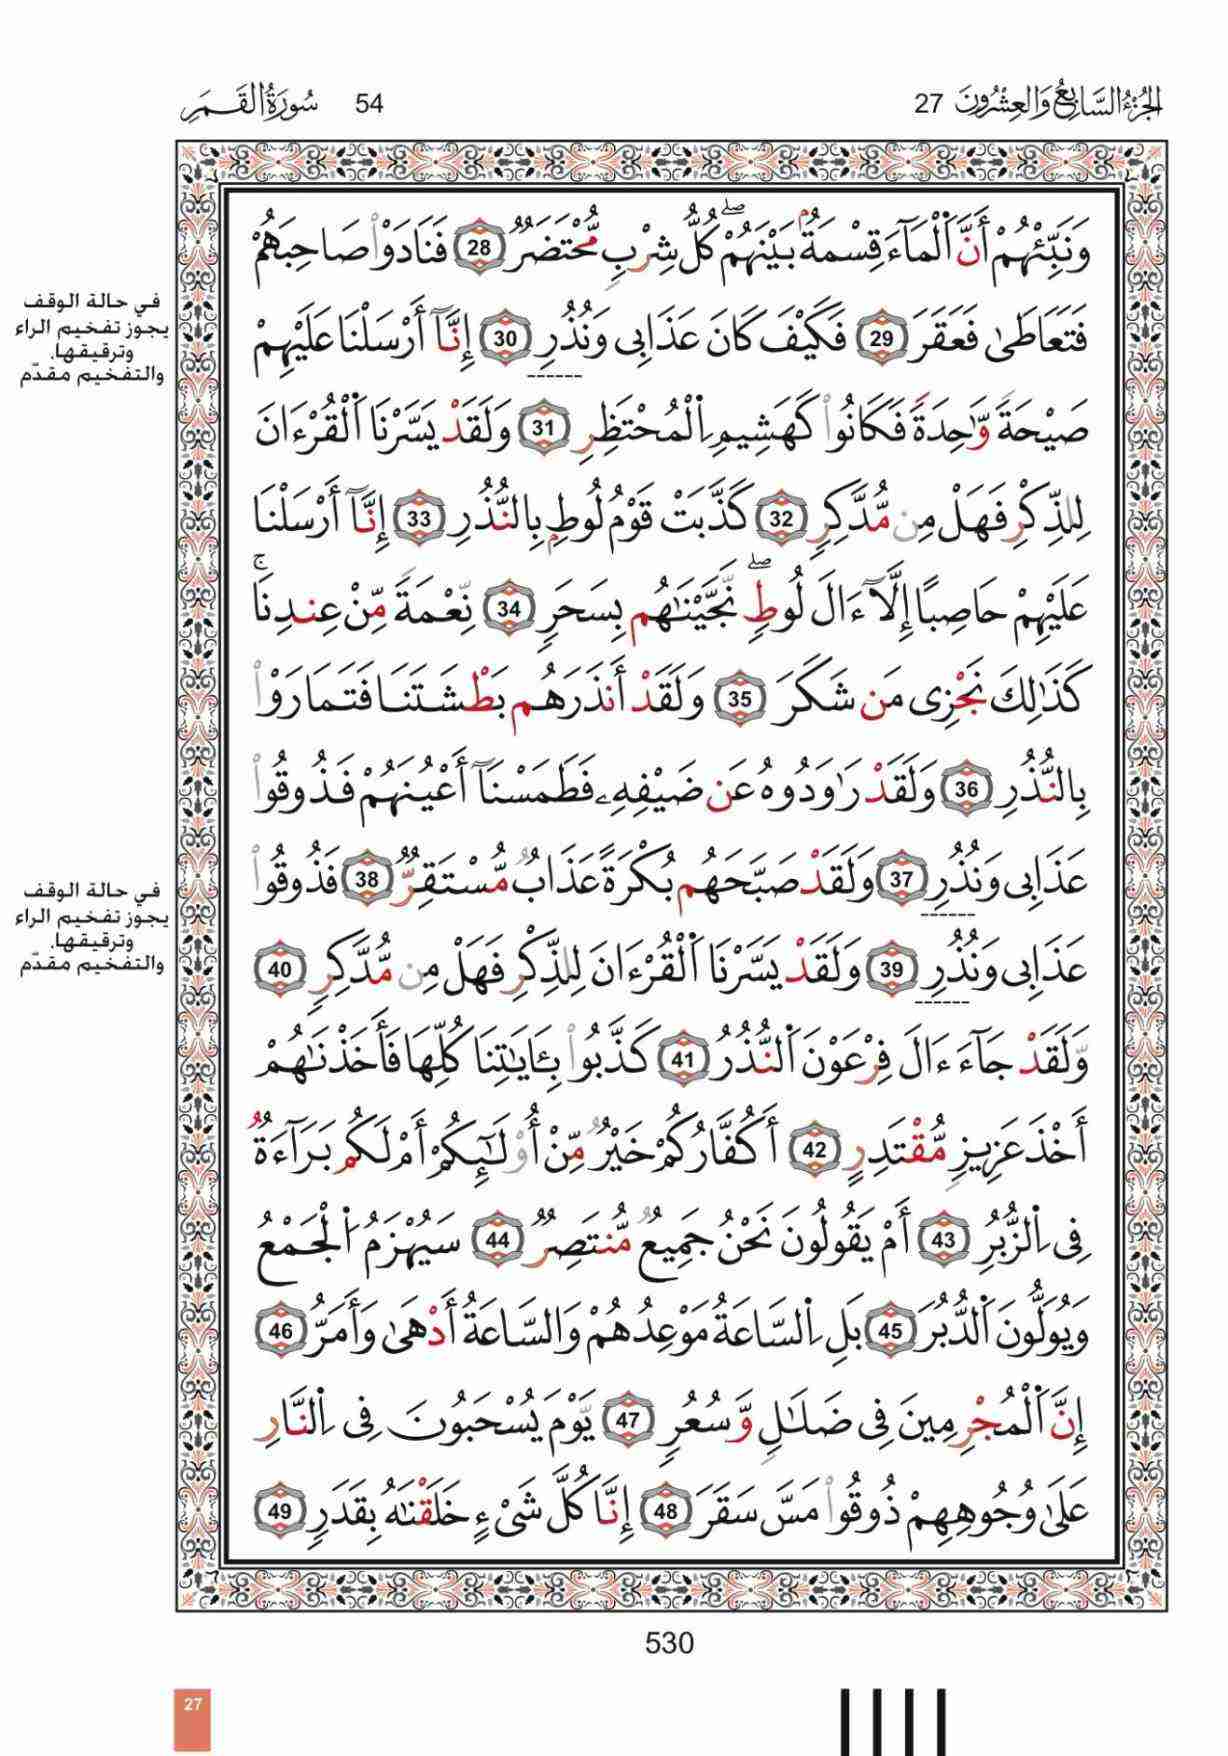 الجُزْءُ السَّابِعُ وَالعِشْرُونَ 27
54 سُورَةُ القَمَرِ
وَنَبِّئْهُمْ أَنَّ ٱلْمَآءَ قِسْمَةٌۢ بَيْنَهُمْ ۖ كُلُّ شِرْبٍۢ مُّحْتَضَرٌۭ 28 فَنَادَوْا۟ صَاحِبَهُمْ
فَتَعَاطَىٰ فَعَقَرَ 29 فَكَيْفَ كَانَ عَذَابِى وَنُذُرِ 30 إِنَّآ أَرْسَلْنَا عَلَيْهِمْ
صَيْحَةًۭ وَٰحِدَةًۭ فَكَانُوا۟ كَهَشِيمِ ٱلْمُحْتَظِرِ 31 وَلَقَدْ يَسَّرْنَا ٱلْقُرْءَانَ
لِلذِّكْرِ فَهَلْ مِن مُّدَّكِرٍۢ 32 كَذَّبَتْ قَوْمُ لُوطٍۭ بِٱلنُّذُرِ 33 إِنَّآ أَرْسَلْنَا
عَلَيْهِمْ حَاصِبًا إِلَّآ ءَالَ لُوطٍۢ ۖ نَّجَّيْنَٰهُم بِسَحَرٍۢ 34 نِّعْمَةًۭ مِّنْ عِندِنَا ۚ
كَذَٰلِكَ نَجْزِى مَن شَكَرَ 35 وَلَقَدْ أَنذَرَهُم بَطْشَتَنَا فَتَمَارَوْا۟
بِٱلنُّذُرِ 36 وَلَقَدْ رَٰوَدُوهُ عَن ضَيْفِهِۦ فَطَمَسْنَآ أَعْيُنَهُمْ فَذُوقُوا۟
عَذَابِى وَنُذُرِ 37 وَلَقَدْ صَبَّحَهُم بُكْرَةً عَذَابٌۭ مُّسْتَقِرٌّۭ 38 فَذُوقُوا۟
عَذَابِى وَنُذُرِ 39 وَلَقَدْ يَسَّرْنَا ٱلْقُرْءَانَ لِلذِّكْرِ فَهَلْ مِن مُّدَّكِرٍۢ 40
وَلَقَدْ جَآءَ ءَالَ فِرْعَوْنَ ٱلنُّذُرُ 41 كَذَّبُوا۟ بِـَٔايَٰتِنَا كُلِّهَا فَأَخَذْنَٰهُمْ
أَخْذَ عَزِيزٍۢ مُّقْتَدِرٍ 42 أَكُفَّارُكُمْ خَيْرٌۭ مِّنْ أُو۟لَٰٓئِكُمْ أَمْ لَكُم بَرَآءَةٌۭ
فِى ٱلزُّبُرِ 43 أَمْ يَقُولُونَ نَحْنُ جَمِيعٌۭ مُّنتَصِرٌۭ 44 سَيُهْزَمُ ٱلْجَمْعُ
وَيُوَلُّونَ ٱلدُّبُرَ 45 بَلِ ٱلسَّاعَةُ مَوْعِدُهُمْ وَٱلسَّاعَةُ أَدْهَىٰ وَأَمَرُّ 46
إِنَّ ٱلْمُجْرِمِينَ فِى ضَلَٰلٍۢ وَسُعُرٍۢ 47 يَوْمَ يُسْحَبُونَ فِى ٱلنَّارِ
عَلَىٰ وُجُوهِهِمْ ذُوقُوا۟ مَسَّ سَقَرَ 48 إِنَّا كُلَّ شَىْءٍ خَلَقْنَٰهُ بِقَدَرٍۢ 49
في حالة الوقف
يجوز تفخيم الراء
وترقيقها.
والتفخيم مقدّم
في حالة الوقف
يجوز تفخيم الراء
وترقيقها.
والتفخيم مقدّم
530
27